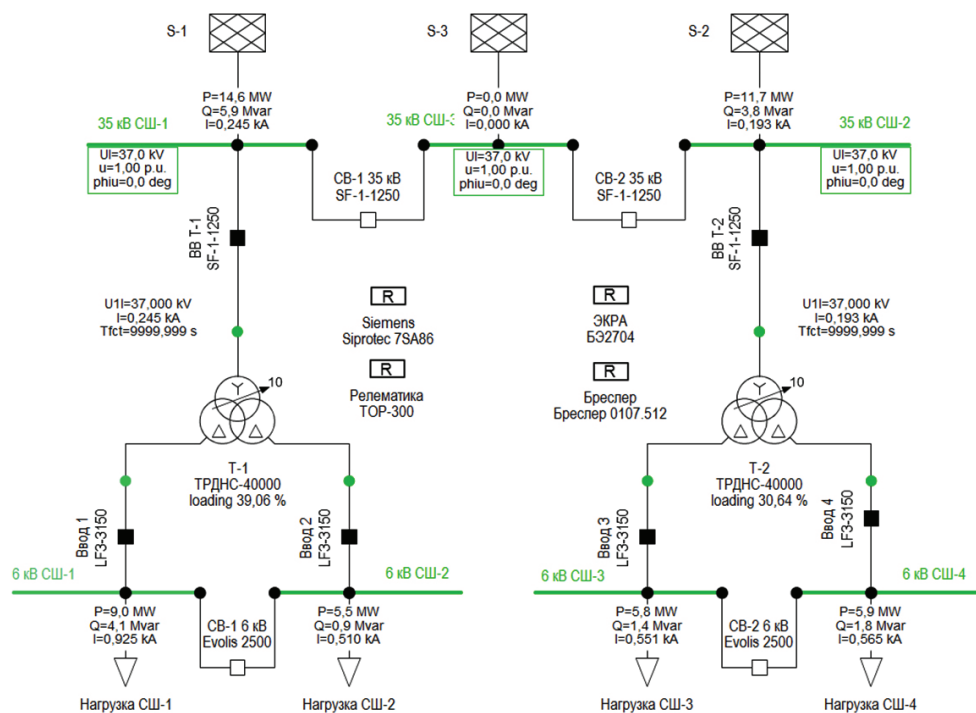 S-1
S-3
S-2
P=14,6 MW
Q=5,9 Mvar
I=0,245 kA
P=0,0 MW
Q=0,0 Mvar
I=0,000 kA
P=11,7 MW
Q=3,8 Mvar
I=0,193 kA
35 кВ СШ-1
35 кВ СШ-3
35 кВ СШ-2
Ul=37,0 kV
u=1,00 p.u.
phiu=0,0 deg
Ul=37,0 kV
u=1,00 p.u.
phiu=0,0 deg
Ul=37,0 kV
u=1,00 p.u.
phiu=0,0 deg
СВ-1 35 кВ
SF-1-1250
СВ-2 35 кВ
SF-1-1250
ВВ Т-1
SF-1-1250
ВВ Т-2
SF-1-1250
U1l=37,000 kV
I=0,245 kA
Tfct=9999,999 s
R
Siemens
Siprotec 7SA86
R
ЭКРА
БЭ2704
U1l=37,000 kV
I=0,193 kA
Tfct=9999,999 s
R
Релематика
ТОР-300
R
Бреслер
Бреслер 0107.512
10
10
Т-1
ТРДНС-40000
loading 39,06 %
Т-2
ТРДНС-40000
loading 30,64 %
Ввод 1
LF3-3150
Ввод 2
LF3-3150
Ввод 3
LF3-3150
Ввод 4
LF3-3150
6 кВ СШ-1
6 кВ СШ-2
6 кВ СШ-3
6 кВ СШ-4
P=9,0 MW
Q=4,1 Mvar
I=0,925 kA
СВ-1 6 кВ
Evolis 2500
P=5,5 MW
Q=0,9 Mvar
I=0,510 kA
P=5,8 MW
Q=1,4 Mvar
I=0,551 kA
СВ-2 6 кВ
Evolis 2500
P=5,9 MW
Q=1,8 Mvar
I=0,565 kA
Нагрузка СШ-1
Нагрузка СШ-2
Нагрузка СШ-3
Нагрузка СШ-4